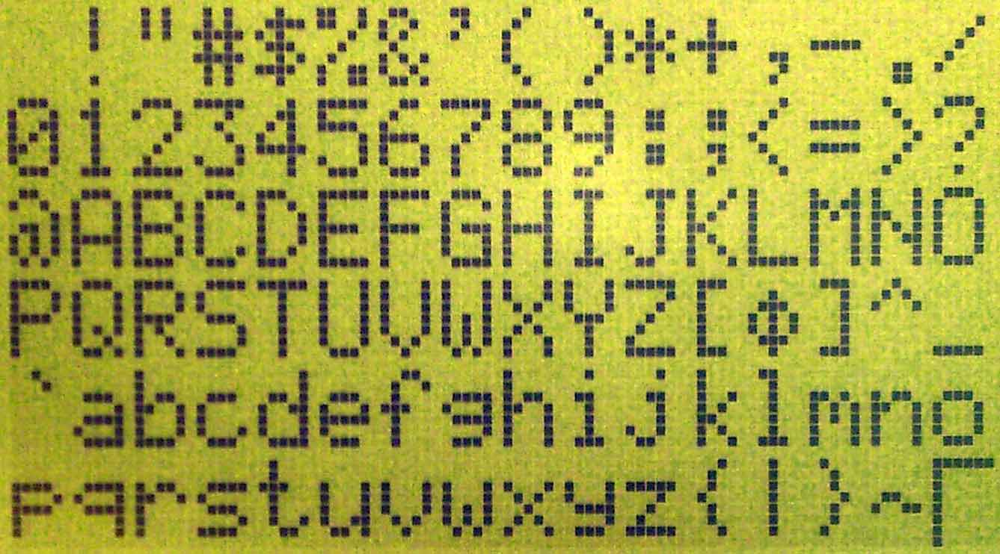 !"#$%&'()*+,-./
0123456789:;<=>?
@ABCDEFGHIJKLMNO
PQRSTUVWXYZ[ϕ]^_
`abcdefghijklmno
pqrstuvwxyz{|}~Γ